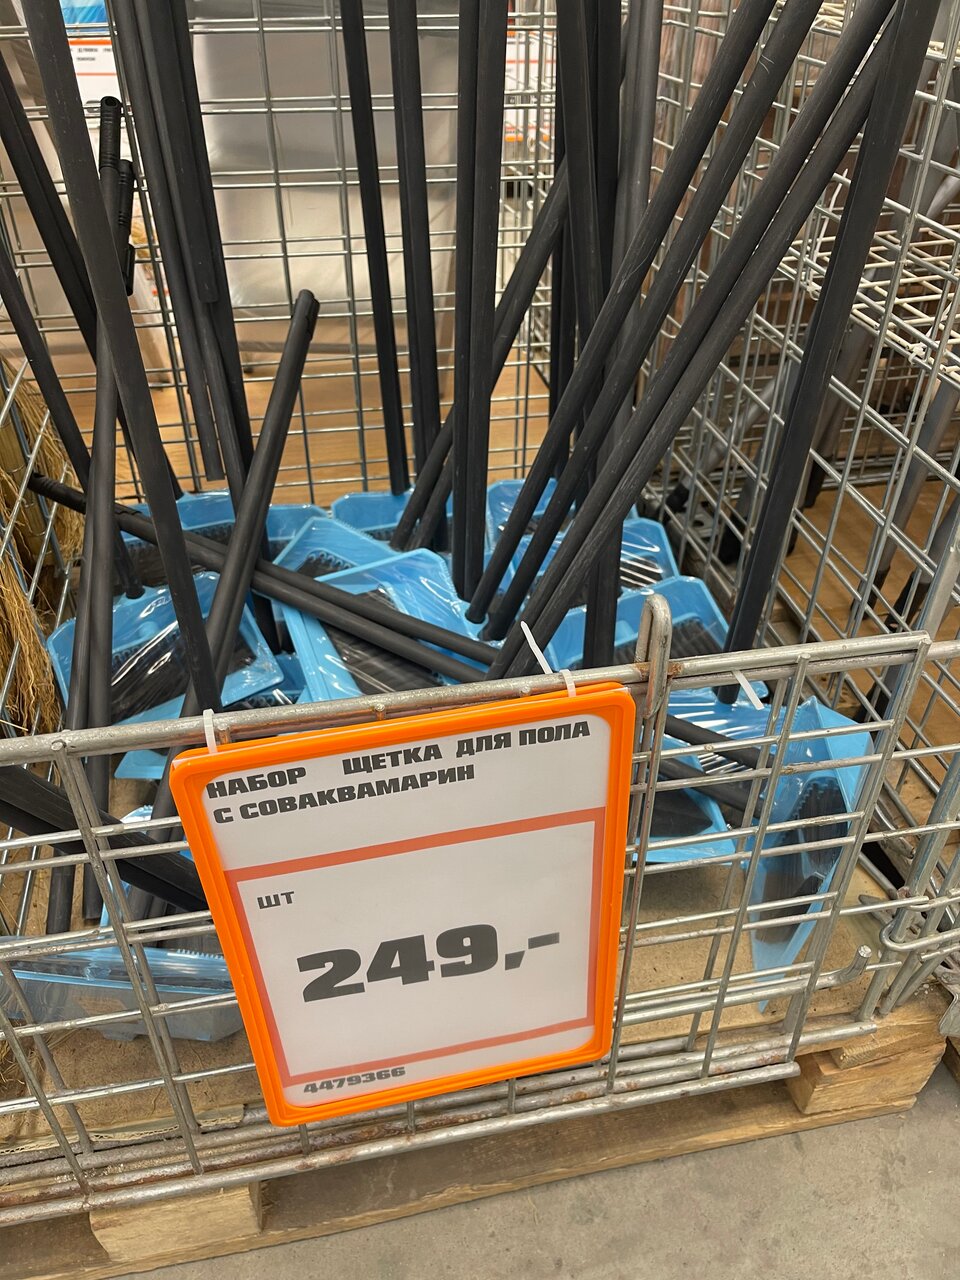 НАБОР ЩЕТКА ДЛЯ ПОЛА
С СОВАКВАМАРИН
ШТ
249,-
4479366